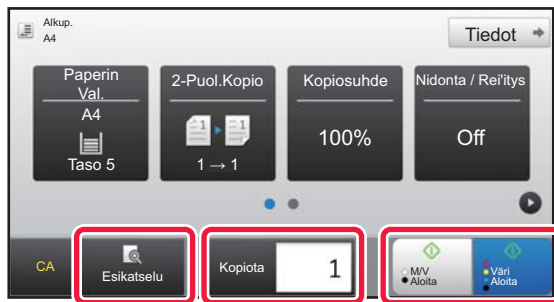 Alkup.
A4
Tiedot
Paperin
Val.
A4
Taso 5
2-Puol.Kopio
1 → 1
Kopiosuhde
100%
Nidonta / Rei'itys
Off
CA
Esikatselu
Kopiota
1
M/V
Aloita
Väri
Aloita